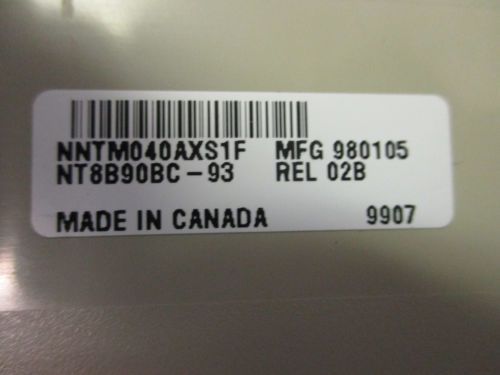 NNTM040AXS1F MFG 980105
NT8B90BC-93 REL 02B
MADE IN CANADA 9907